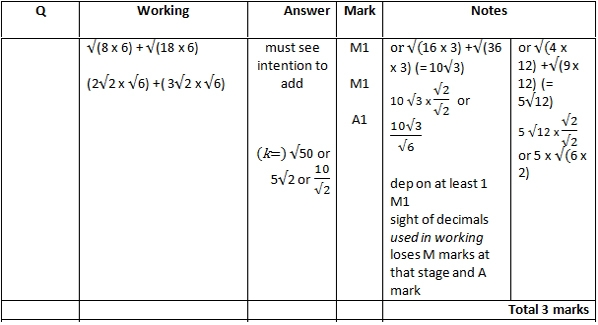 Q Working Answer Mark Notes
√(8 x 6) + √(18 x 6)
(2√2 x √6) +( 3√2 x √6)
must see
intention to
add
(k=) √50 or
5√2 or 10/√2
M1
M1
A1
or √(16 x 3) +√(36
x 3) (= 10√3)
10 √3 x √2/√2 or
10√3/√6
dep on at least 1
M1
sight of decimals
used in working
loses M marks at
that stage and A
mark
or √(4 x
12) +√(9 x
12) (=
5√12)
5 √12 x √2/√2
or 5 x √(6 x
2)
Total 3 marks